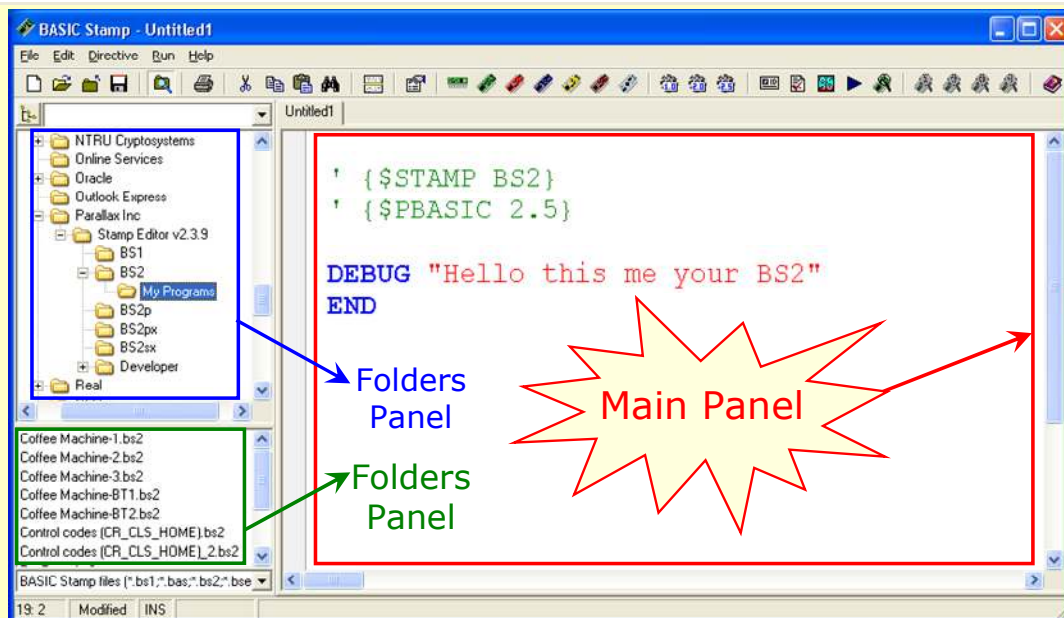 BASIC Stamp - Untitled1
File Edit Directive Run Help
Untitled1
NTRU Cryptosystems
Online Services
Oracle
Outlook Express
Parallax Inc
Stamp Editor v2.3.9
BS1
BS2
My Programs
BS2p
BS2px
BS2sx
Developer
Real
' {$STAMP BS2}
' {$PBASIC 2.5}
DEBUG "Hello this me your BS2"
END
Folders
Panel
Main Panel
Folders
Panel
Coffee Machine-1.bs2
Coffee Machine-2.bs2
Coffee Machine-3.bs2
Coffee Machine-BT1.bs2
Coffee Machine-BT2.bs2
Control codes (CR_CLS_HOME).bs2
Control codes (CR_CLS_HOME)_2.bs2
BASIC Stamp files (*.bs1;*.bas;*.bs2;*.bse
19: 2 Modified INS